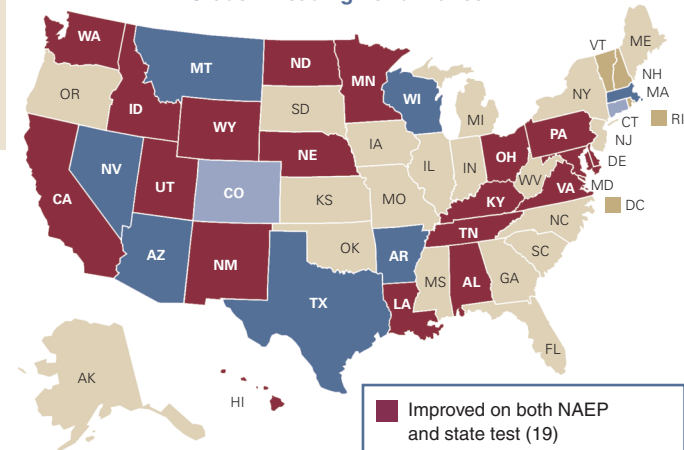 WA
MT
ND
MN
OR
ID
SD
WI
WY
MI
NY
VT
ME
NH
MA
CT
RI
NV
UT
CO
NE
IA
IL
IN
OH
PA
NJ
DE
MD
DC
CA
KS
MO
KY
WV
VA
AZ
NM
OK
AR
TN
NC
SC
TX
LA
MS
AL
GA
FL
AK
HI
Improved on both NAEP
and state test (19)